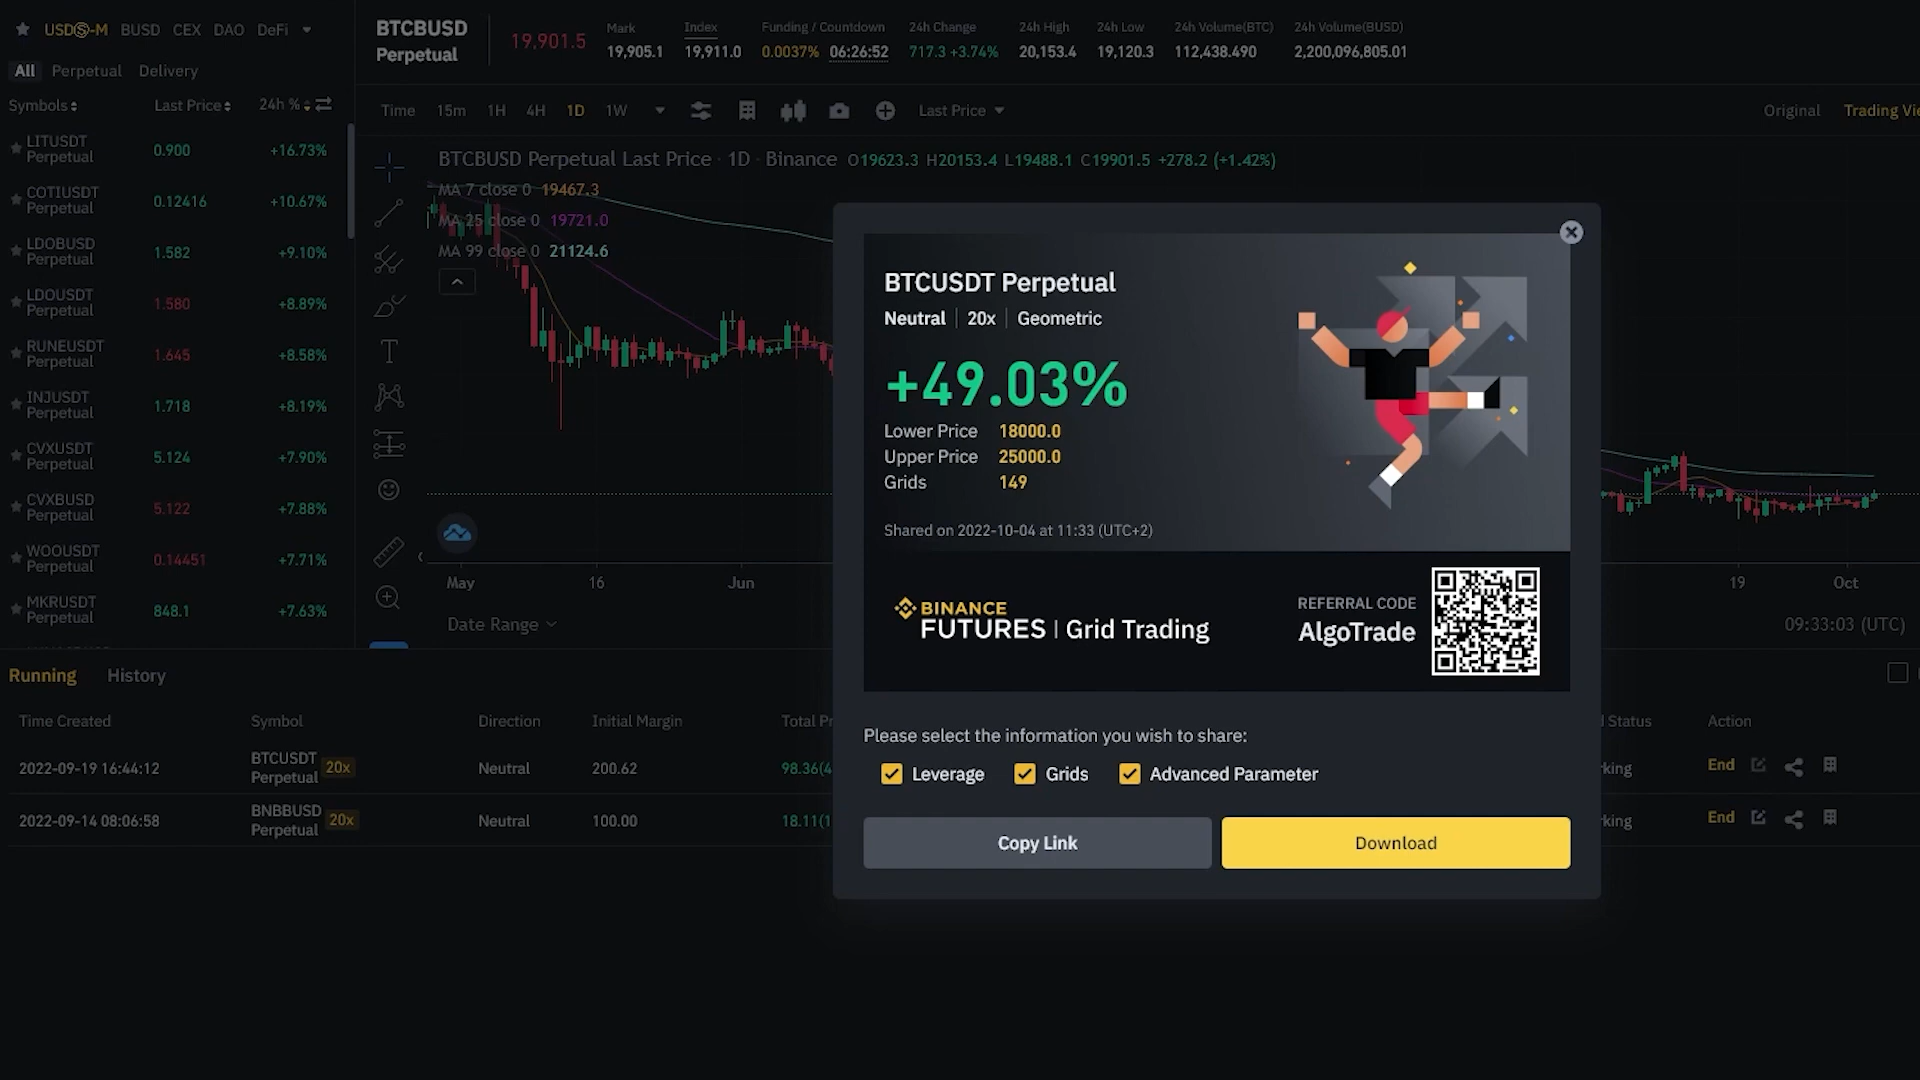 USDⓈ-M BUSD CEX DAO DeFi
All Perpetual Delivery
Symbols Last Price 24h %
LITUSDT Perpetual 0.900 +16.73%
COTIUSDT Perpetual 0.12416 +10.67%
LDOBUSD Perpetual 1.582 +9.10%
LDOUSDT Perpetual 1.580 +8.89%
RUNEUSDT Perpetual 1.645 +8.58%
INJUSDT Perpetual 1.718 +8.19%
CVXUSDT Perpetual 5.124 +7.90%
CVXBUSD Perpetual 5.122 +7.88%
WOOUSDT Perpetual 0.14451 +7.71%
MKRUSDT Perpetual 848.1 +7.63%
BTCBUSD
Perpetual
19,901.5
Mark
19,905.1
Index
19,911.0
Funding / Countdown
0.0037% 06:26:52
24h Change
717.3 +3.74%
24h High
20,153.4
24h Low
19,120.3
24h Volume(BTC)
112,438.490
24h Volume(BUSD)
2,200,096,805.01
Time 15m 1H 4H 1D 1W Last Price Original Trading Vie
BTCBUSD Perpetual Last Price · 1D · Binance O19623.3 H20153.4 L19488.1 C19901.5 +278.2 (+1.42%)
MA 7 close 0 19467.3
MA 25 close 0 19721.0
MA 99 close 0 21124.6
May 16 Jun 19 Oct
Date Range 09:33:03 (UTC)
BTCUSDT Perpetual
Neutral | 20x | Geometric
+49.03%
Lower Price 18000.0
Upper Price 25000.0
Grids 149
Shared on 2022-10-04 at 11:33 (UTC+2)
BINANCE
FUTURES | Grid Trading
REFERRAL CODE
AlgoTrade
Please select the information you wish to share:
Leverage Grids Advanced Parameter
Copy Link Download
Running History
Time Created Symbol Direction Initial Margin Total Pr Status Action
2022-09-19 16:44:12 BTCUSDT Perpetual 20x Neutral 200.62 98.36(4 rking End
2022-09-14 08:06:58 BNBBUSD Perpetual 20x Neutral 100.00 18.11(1 rking End